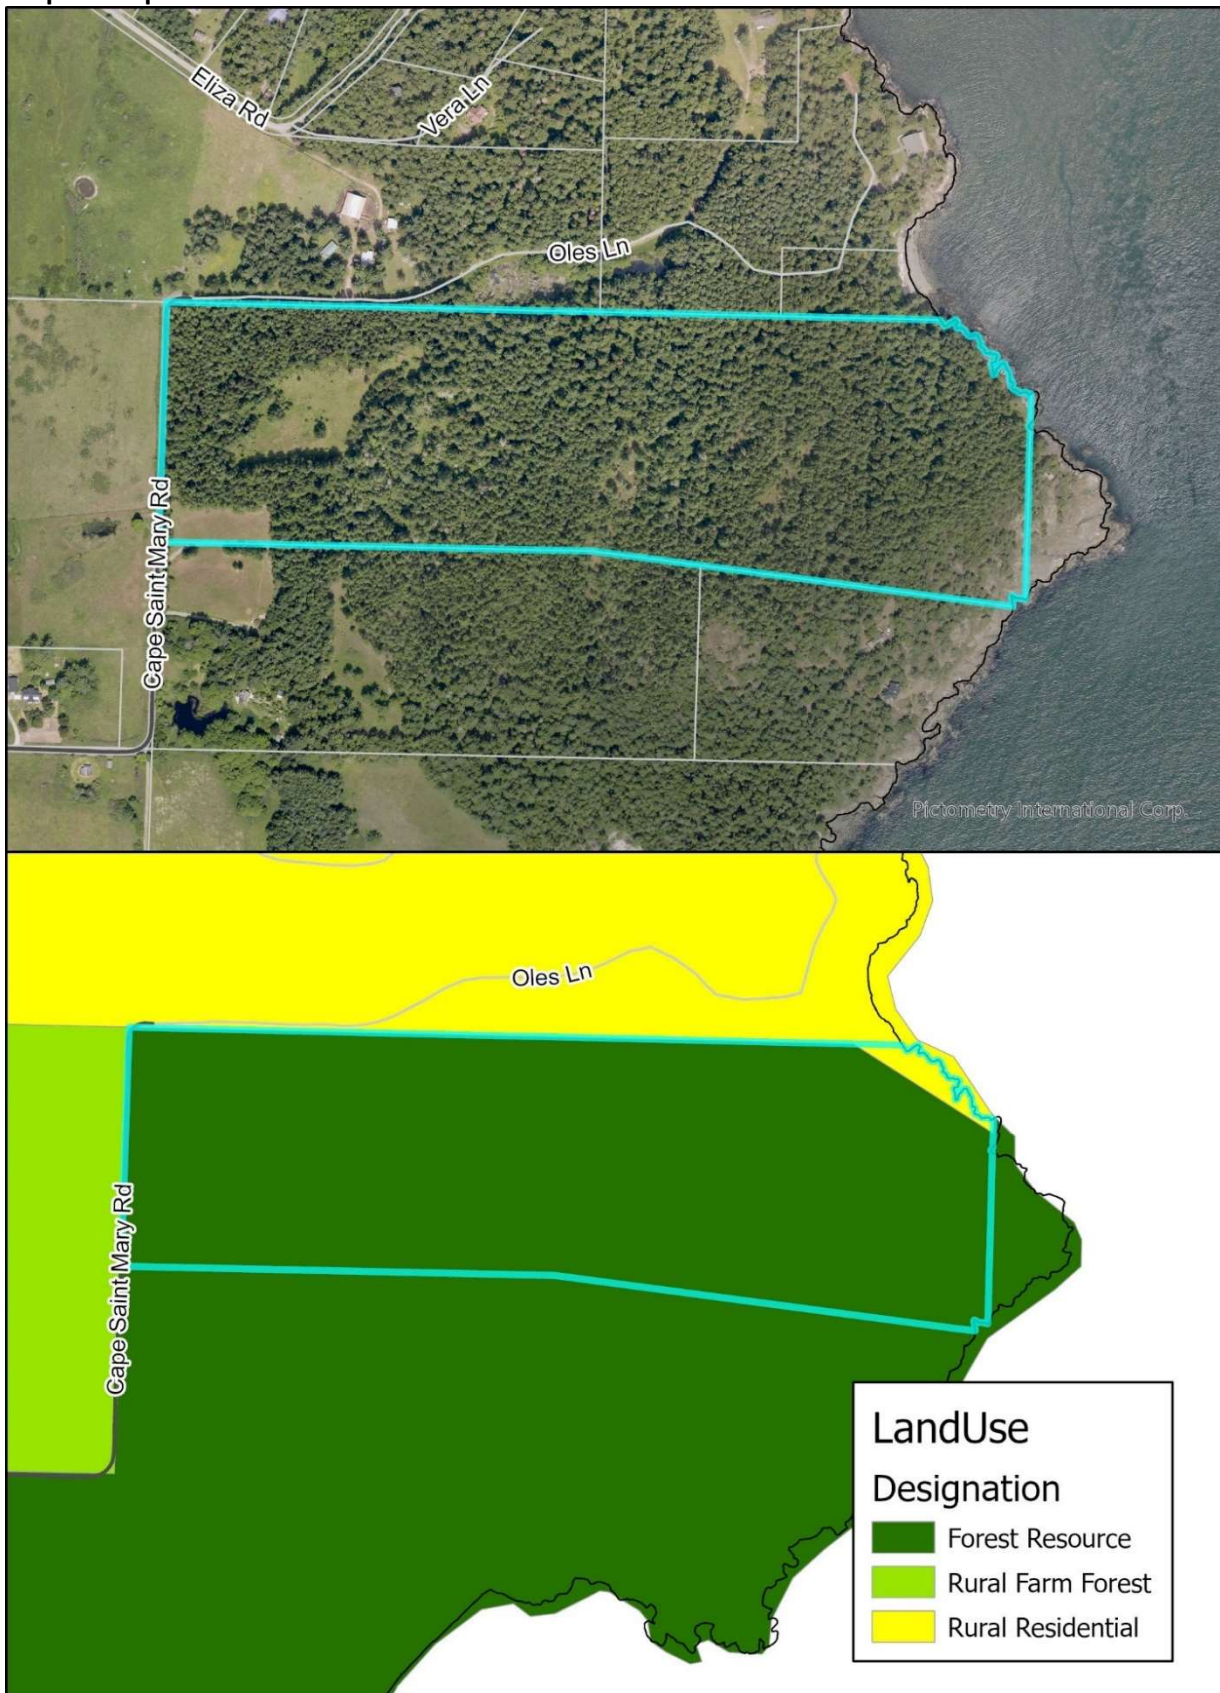 Eliza Rd
Vera Ln
Oles Ln
Cape Saint Mary Rd
Pictometry International Corp.
Oles Ln
Cape Saint Mary Rd
LandUse
Designation
Forest Resource
Rural Farm Forest
Rural Residential